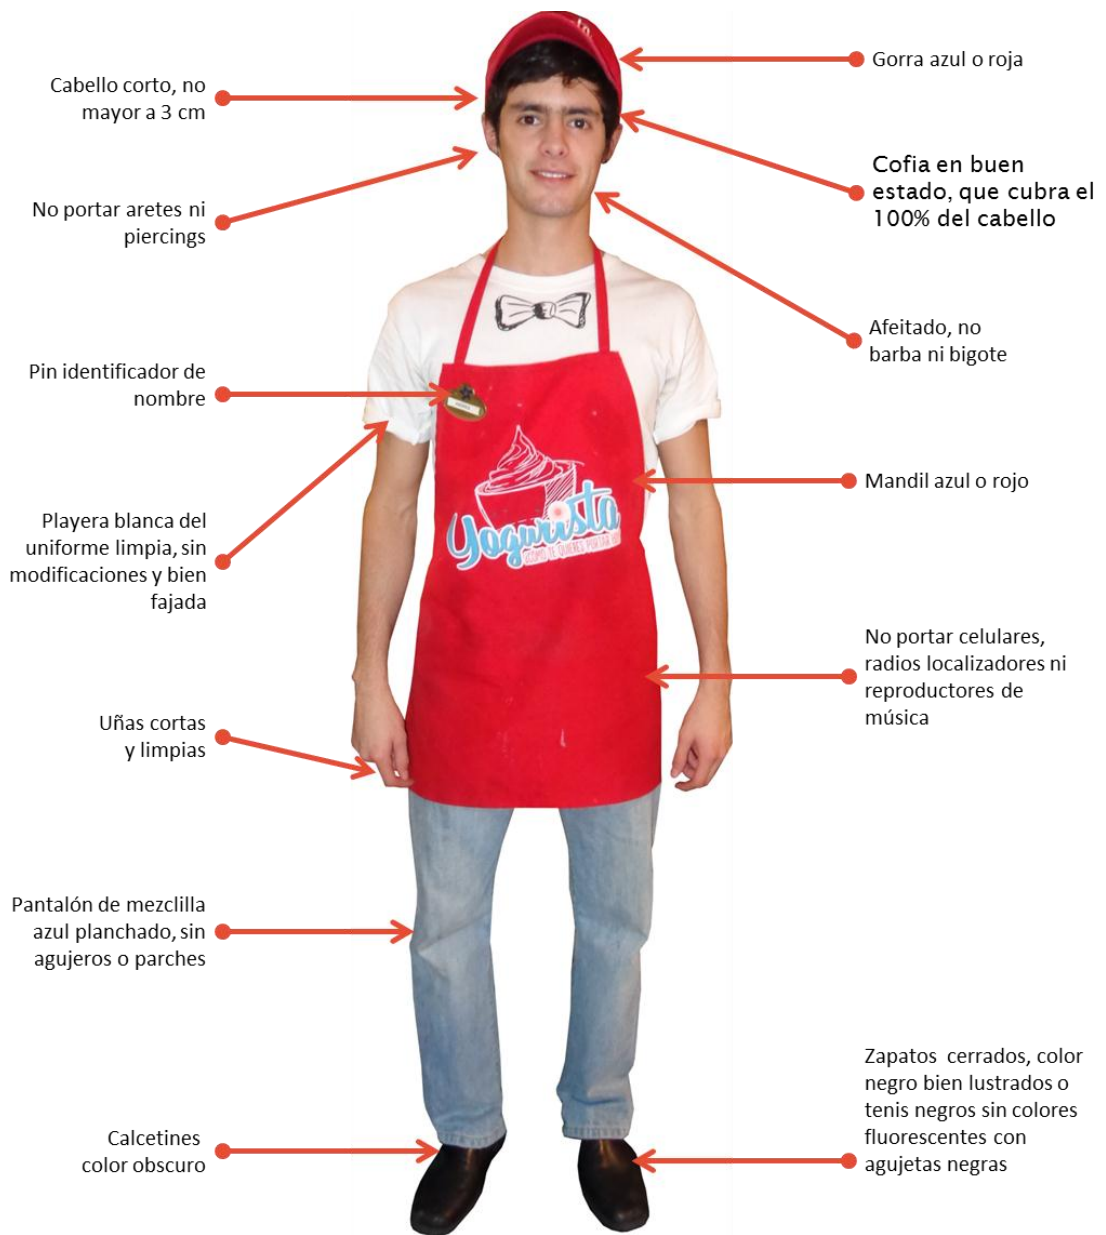 Cabello corto, no
mayor a 3 cm
No portar aretes ni
piercings
Pin identificador de
nombre
Playera blanca del
uniforme limpia, sin
modificaciones y bien
fajada
Uñas cortas
y limpias
Pantalón de mezclilla
azul planchado, sin
agujeros o parches
Calcetines
color obscuro
Yogurista
¿CÓMO TE QUIERES PORTAR
Gorra azul o roja
Cofia en buen
estado, que cubra el
100% del cabello
Afeitado, no
barba ni bigote
Mandil azul o rojo
No portar celulares,
radios localizadores ni
reproductores de
música
Zapatos cerrados, color
negro bien lustrados o
tenis negros sin colores
fluorescentes con
agujetas negras